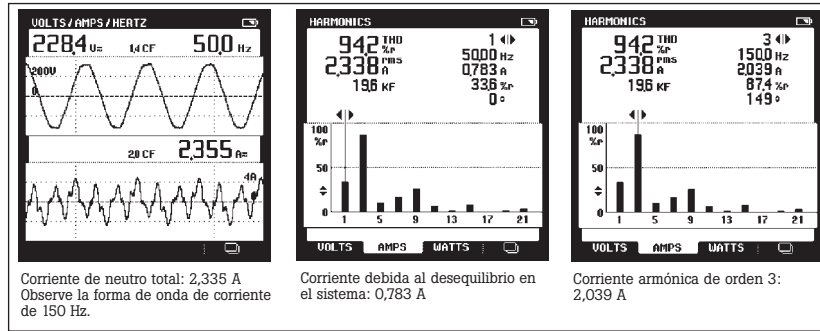 VOLTS/AMPS/HERTZ
228,4 V≂ 1,4 CF 50,0 Hz
200V
0
2,0 CF 2,355 A≂
4A
Corriente de neutro total: 2,335 A
Observe la forma de onda de corriente
de 150 Hz.
HARMONICS
94,2 THD %r 1
2,338 rms A 50,00 Hz
0,783 A
19,6 KF 33,6 %r
0 °
100
%r
50
0
1 5 9 13 17 21
VOLTS AMPS WATTS
Corriente debida al desequilibrio en
el sistema: 0,783 A
HARMONICS
94,2 THD %r 3
2,338 rms A 150,0 Hz
2,039 A
19,6 KF 87,4 %r
149 °
100
%r
50
0
1 5 9 13 17 21
VOLTS AMPS WATTS
Corriente armónica de orden 3:
2,039 A